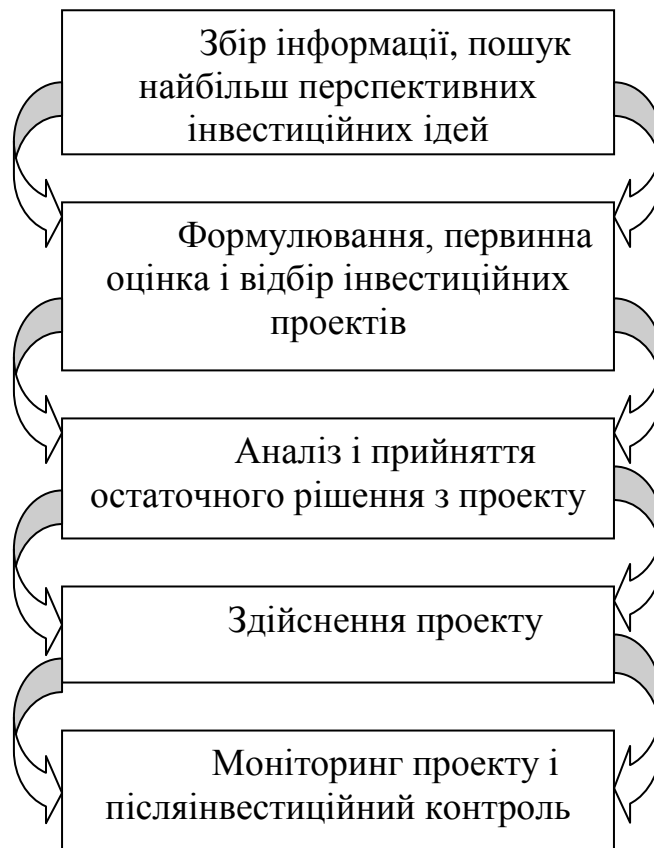 Збір інформації, пошук
найбільш перспективних
інвестиційних ідей
Формулювання, первинна
оцінка і відбір інвестиційних
проектів
Аналіз і прийняття
остаточного рішення з проекту
Здійснення проекту
Моніторинг проекту і
післяінвестиційний контроль